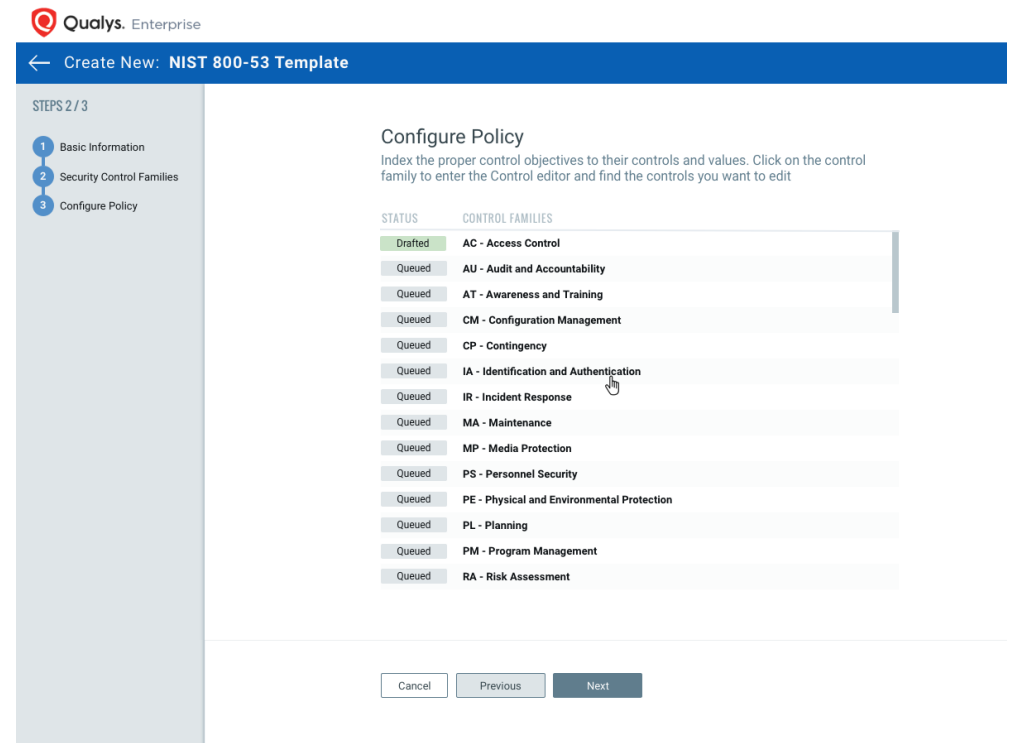 Qualys. Enterprise
Create New: NIST 800-53 Template
STEPS 2 / 3
1 Basic Information
2 Security Control Families
3 Configure Policy
Configure Policy
Index the proper control objectives to their controls and values. Click on the control
family to enter the Control editor and find the controls you want to edit
STATUS CONTROL FAMILIES
Drafted AC - Access Control
Queued AU - Audit and Accountability
Queued AT - Awareness and Training
Queued CM - Configuration Management
Queued CP - Contingency
Queued IA - Identification and Authentication
Queued IR - Incident Response
Queued MA - Maintenance
Queued MP - Media Protection
Queued PS - Personnel Security
Queued PE - Physical and Environmental Protection
Queued PL - Planning
Queued PM - Program Management
Queued RA - Risk Assessment
Cancel Previous Next